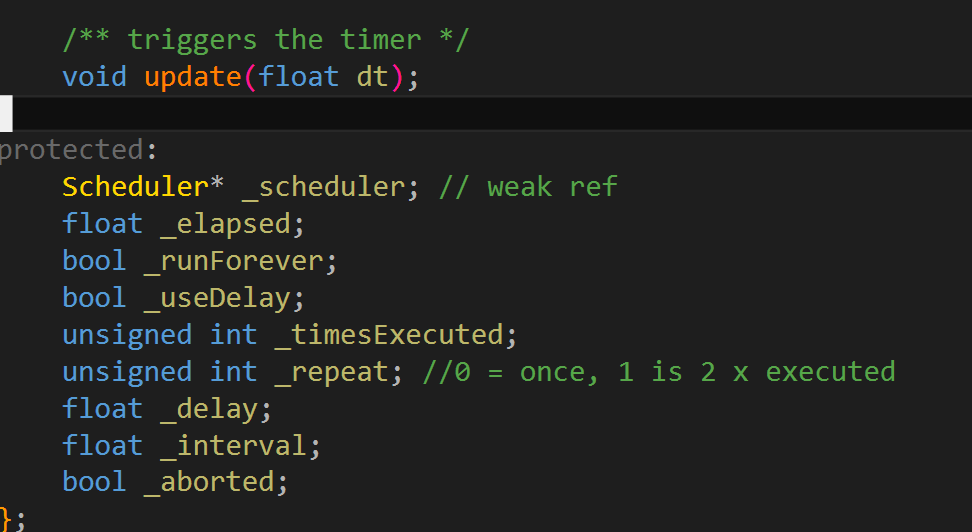 /** triggers the timer */
void update(float dt);
protected:
Scheduler* _scheduler; // weak ref
float _elapsed;
bool _runForever;
bool _useDelay;
unsigned int _timesExecuted;
unsigned int _repeat; //0 = once, 1 is 2 x executed
float _delay;
float _interval;
bool _aborted;
};